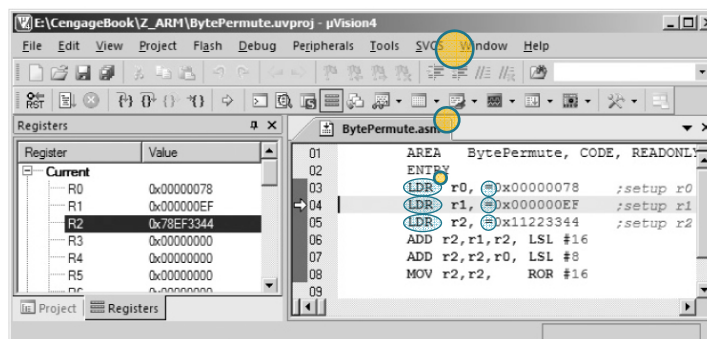 E:\CengageBook\Z_ARM\BytePermute.uvproj - µVision4
File Edit View Project Flash Debug Peripherals Tools SVCS Window Help
RST
Registers
BytePermute.asm
Register Value
Current
R0 0x00000078
R1 0x000000EF
R2 0x78EF3344
R3 0x00000000
R4 0x00000000
R5 0x00000000
Project Registers
01 AREA BytePermute, CODE, READONLY
02 ENTRY
03 LDR r0, =0x00000078 ;setup r0
04 LDR r1, =0x000000EF ;setup r1
05 LDR r2, =0x11223344 ;setup r2
06 ADD r2,r1,r2, LSL #16
07 ADD r2,r2,r0, LSL #8
08 MOV r2,r2, ROR #16
09